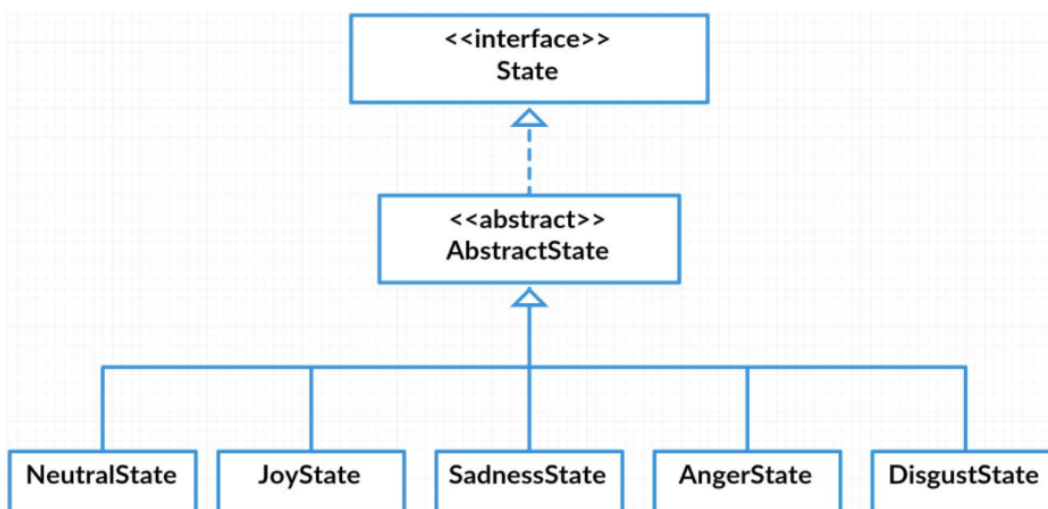 <<interface>>
State
<<abstract>>
AbstractState
NeutralState
JoyState
SadnessState
AngerState
DisgustState